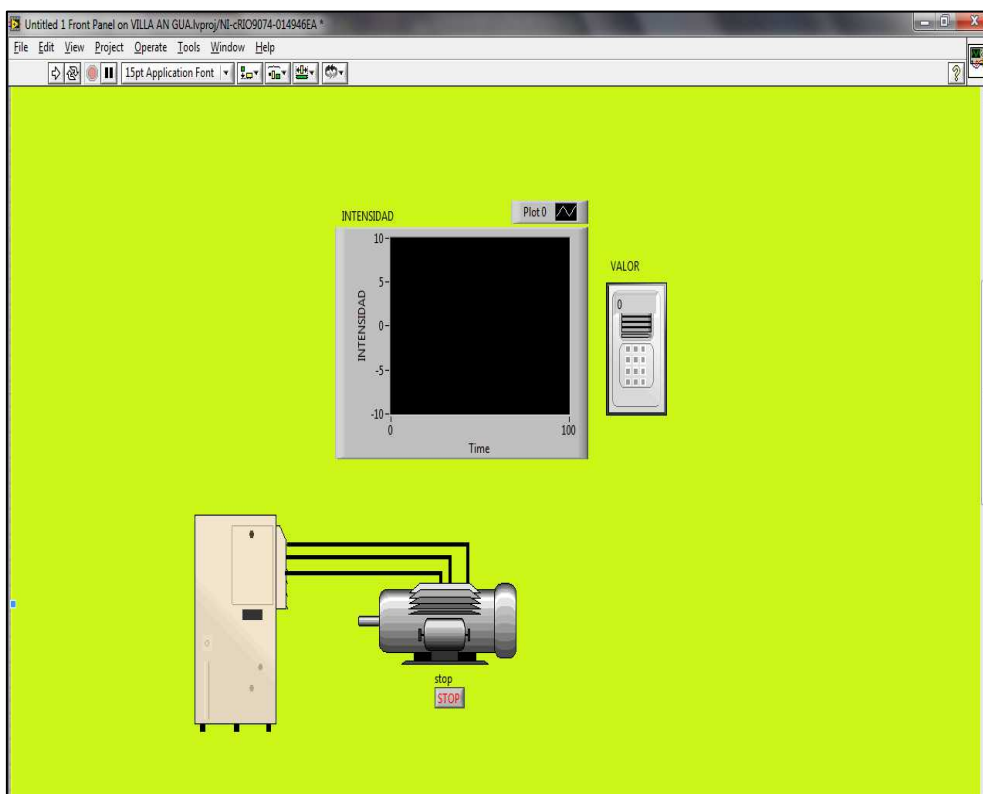 Untitled 1 Front Panel on VILLA AN GUA.lvproj/NI-cRIO9074-014946EA *
File Edit View Project Operate Tools Window Help
15pt Application Font
INTENSIDAD
Plot 0
10
5
0
-5
-10
INTENSIDAD
0
100
Time
VALOR
0
stop
STOP